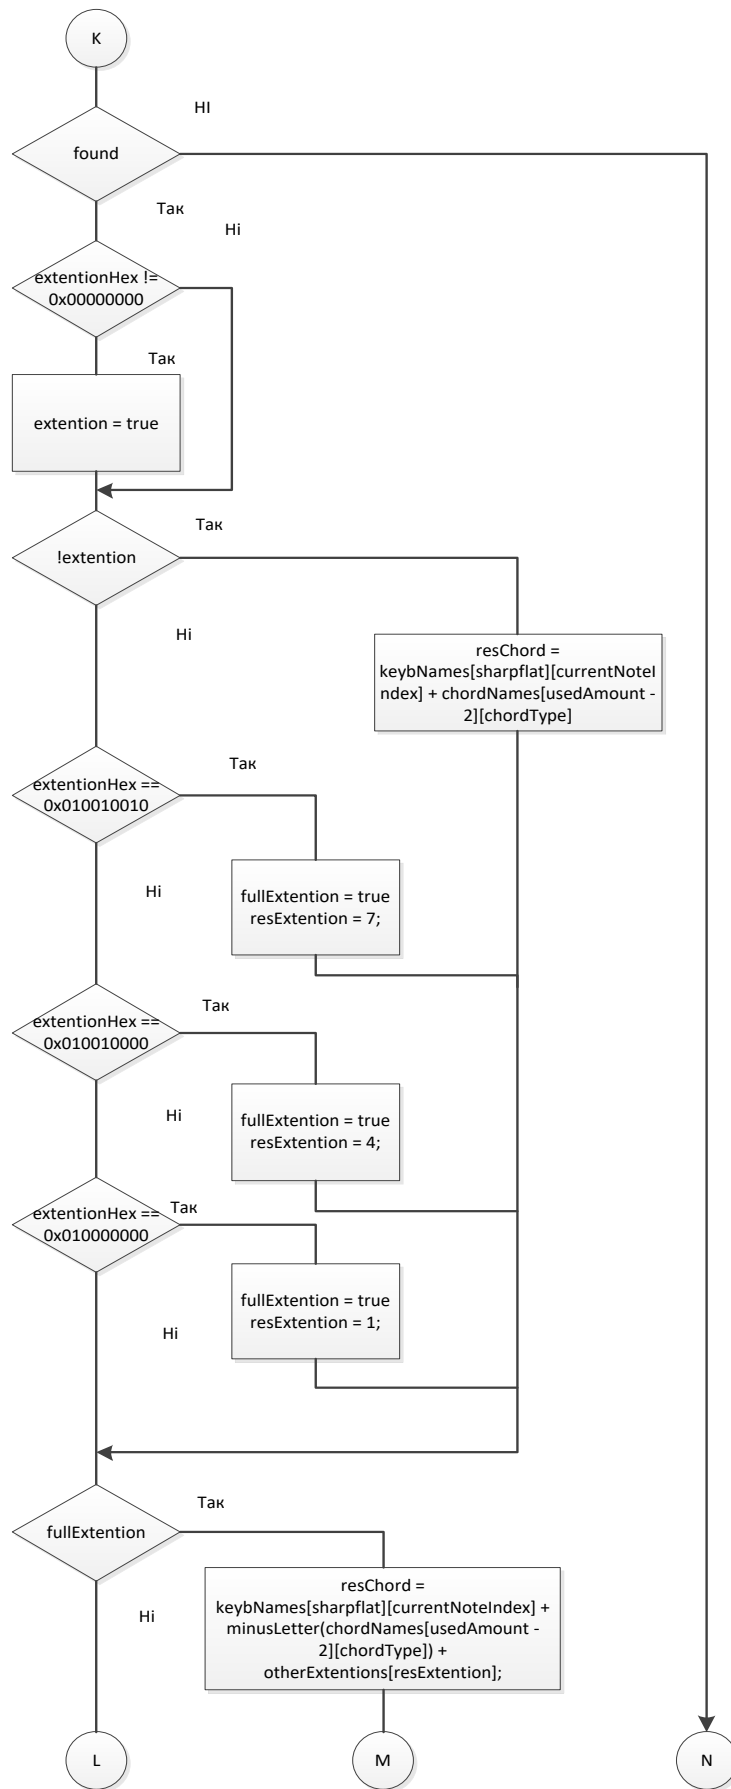 K
НІ
found
Так
Ні
extentionHex !=
0x00000000
Так
extention = true
Так
!extention
Ні
resChord =
keybNames[sharpflat][currentNoteI
ndex] + chordNames[usedAmount -
2][chordType]
Так
extentionHex ==
0x010010010
Ні
fullExtention = true
resExtention = 7;
Так
extentionHex ==
0x010010000
Ні
fullExtention = true
resExtention = 4;
Так
extentionHex ==
0x010000000
Ні
fullExtention = true
resExtention = 1;
Так
fullExtention
Ні
resChord =
keybNames[sharpflat][currentNoteIndex] +
minusLetter(chordNames[usedAmount -
2][chordType]) +
otherExtentions[resExtention];
L
M
N